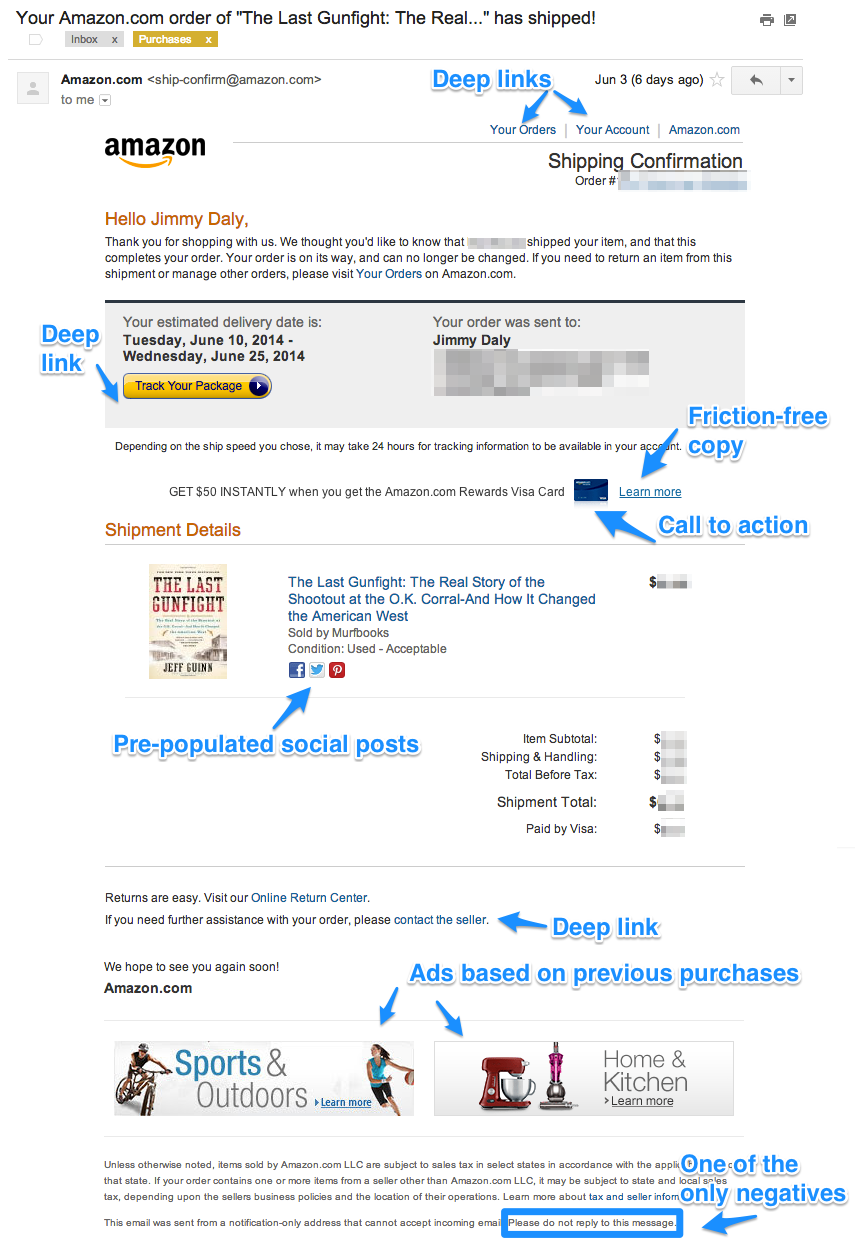 Your Amazon.com order of "The Last Gunfight: The Real..." has shipped!
Inbox x Purchases x
Amazon.com <ship-confirm@amazon.com>
to me
Deep links
Jun 3 (6 days ago)
Your Orders | Your Account | Amazon.com
amazon
Shipping Confirmation
Order #
Hello Jimmy Daly,
Thank you for shopping with us. We thought you'd like to know that shipped your item, and that this
completes your order. Your order is on its way, and can no longer be changed. If you need to return an item from this
shipment or manage other orders, please visit Your Orders on Amazon.com.
Deep
link
Your estimated delivery date is:
Tuesday, June 10, 2014 -
Wednesday, June 25, 2014
Track Your Package
Your order was sent to:
Jimmy Daly
Friction-free
copy
Depending on the ship speed you chose, it may take 24 hours for tracking information to be available in your account.
GET $50 INSTANTLY when you get the Amazon.com Rewards Visa Card Learn more
Call to action
Shipment Details
THE LAST
GUNFIGHT
JEFF GUINN
The Last Gunfight: The Real Story of the
Shootout at the O.K. Corral-And How It Changed
the American West
Sold by Murfbooks
Condition: Used - Acceptable
$
Pre-populated social posts
Item Subtotal: $
Shipping & Handling: $
Total Before Tax: $
Shipment Total: $
Paid by Visa: $
Returns are easy. Visit our Online Return Center.
If you need further assistance with your order, please contact the seller.
Deep link
We hope to see you again soon!
Amazon.com
Ads based on previous purchases
Sports &
Outdoors
Learn more
Home &
Kitchen
Learn more
Unless otherwise noted, items sold by Amazon.com LLC are subject to sales tax in select states in accordance with the
that state. If your order contains one or more items from a seller other than Amazon.com LLC, it may be subject to state and local sales
tax, depending upon the sellers business policies and the location of their operations. Learn more about tax and seller
One of the
only negatives
This email was sent from a notification-only address that cannot accept incoming Please do not reply to this message.